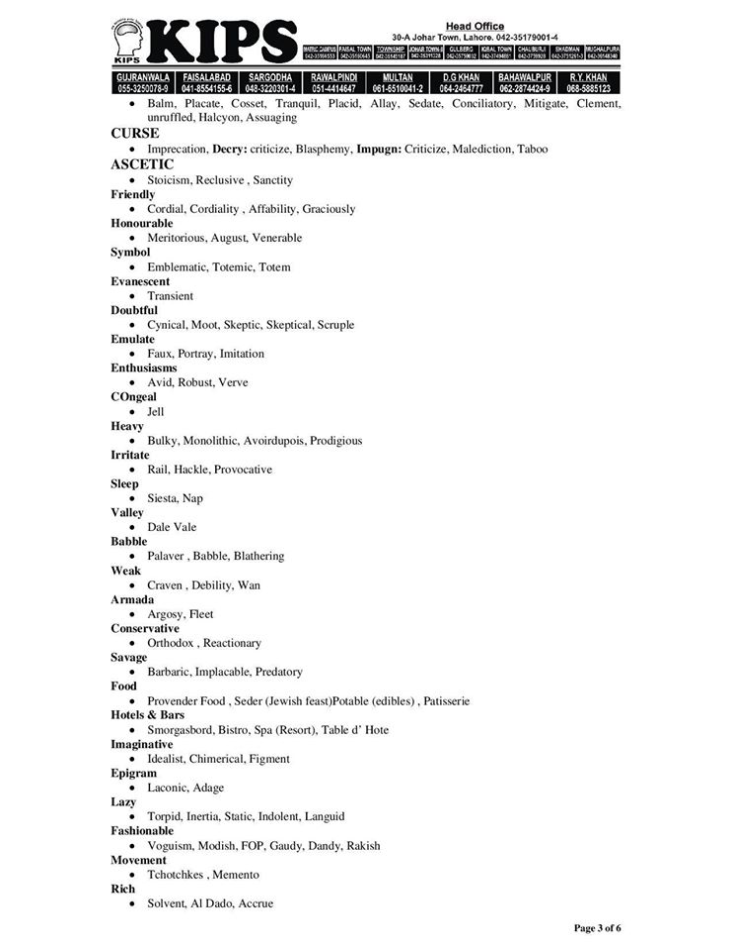 KIPS
KIPS
Head Office
30-A Johar Town, Lahore. 042-35179001-4
MATRIC CAMPUS FAISAL TOWN TOWNSHIP JOHAR TOWN-II GULBERG IQBAL TOWN CHAUBURJI SHADMAN MUGHALPURA
GUJRANWALA FAISALABAD SARGODHA RAWALPINDI MULTAN D.G KHAN BAHAWALPUR R.Y. KHAN
055-3250078-9 041-8554155-6 048-3220301-4 051-4414647 061-6510041-2 064-2464777 062-2874424-9 068-5885123
• Balm, Placate, Cosset, Tranquil, Placid, Allay, Sedate, Conciliatory, Mitigate, Clement,
unruffled, Halcyon, Assuaging
CURSE
• Imprecation, Decry: criticize, Blasphemy, Impugn: Criticize, Malediction, Taboo
ASCETIC
• Stoicism, Reclusive , Sanctity
Friendly
• Cordial, Cordiality , Affability, Graciously
Honourable
• Meritorious, August, Venerable
Symbol
• Emblematic, Totemic, Totem
Evanescent
• Transient
Doubtful
• Cynical, Moot, Skeptic, Skeptical, Scruple
Emulate
• Faux, Portray, Imitation
Enthusiasms
• Avid, Robust, Verve
COngeal
• Jell
Heavy
• Bulky, Monolithic, Avoirdupois, Prodigious
Irritate
• Rail, Hackle, Provocative
Sleep
• Siesta, Nap
Valley
• Dale Vale
Babble
• Palaver , Babble, Blathering
Weak
• Craven , Debility, Wan
Armada
• Argosy, Fleet
Conservative
• Orthodox , Reactionary
Savage
• Barbaric, Implacable, Predatory
Food
• Provender Food , Seder (Jewish feast)Potable (edibles) , Patisserie
Hotels & Bars
• Smorgasbord, Bistro, Spa (Resort), Table d’ Hote
Imaginative
• Idealist, Chimerical, Figment
Epigram
• Laconic, Adage
Lazy
• Torpid, Inertia, Static, Indolent, Languid
Fashionable
• Voguism, Modish, FOP, Gaudy, Dandy, Rakish
Movement
• Tchotchkes , Memento
Rich
• Solvent, Al Dado, Accrue
Page 3 of 6